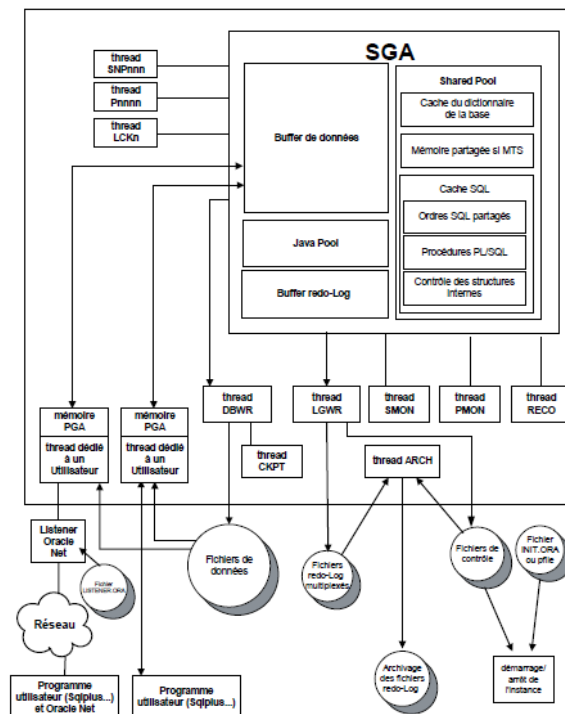 SGA
thread
SNPnnn
thread
Pnnnn
thread
LCKn
Buffer de données
Java Pool
Buffer redo-Log
Shared Pool
Cache du dictionnaire
de la base
Mémoire partagée si MTS
Cache SQL
Ordres SQL partagés
Procédures PL/SQL
Contrôle des structures
Internes
mémoire
PGA
thread dédié
à un
Utilisateur
mémoire
PGA
thread dédié
à un
Utilisateur
thread
DBWR
thread
CKPT
thread
LGWR
thread
SMON
thread
PMON
thread
RECO
thread ARCH
Listener
Oracle
Net
Fichier
LISTENER.ORA
Fichiers de
données
Fichiers
redo-Log
multiplexés
Fichiers de
contrôle
Fichier
INIT.ORA
ou pfile
Réseau
Archivage
des fichiers
redo-Log
démarrage/
arrêt de
l'instance
Programme
utilisateur (Sqlplus...)
et Oracle Net
Programme
utilisateur (Sqlplus...)